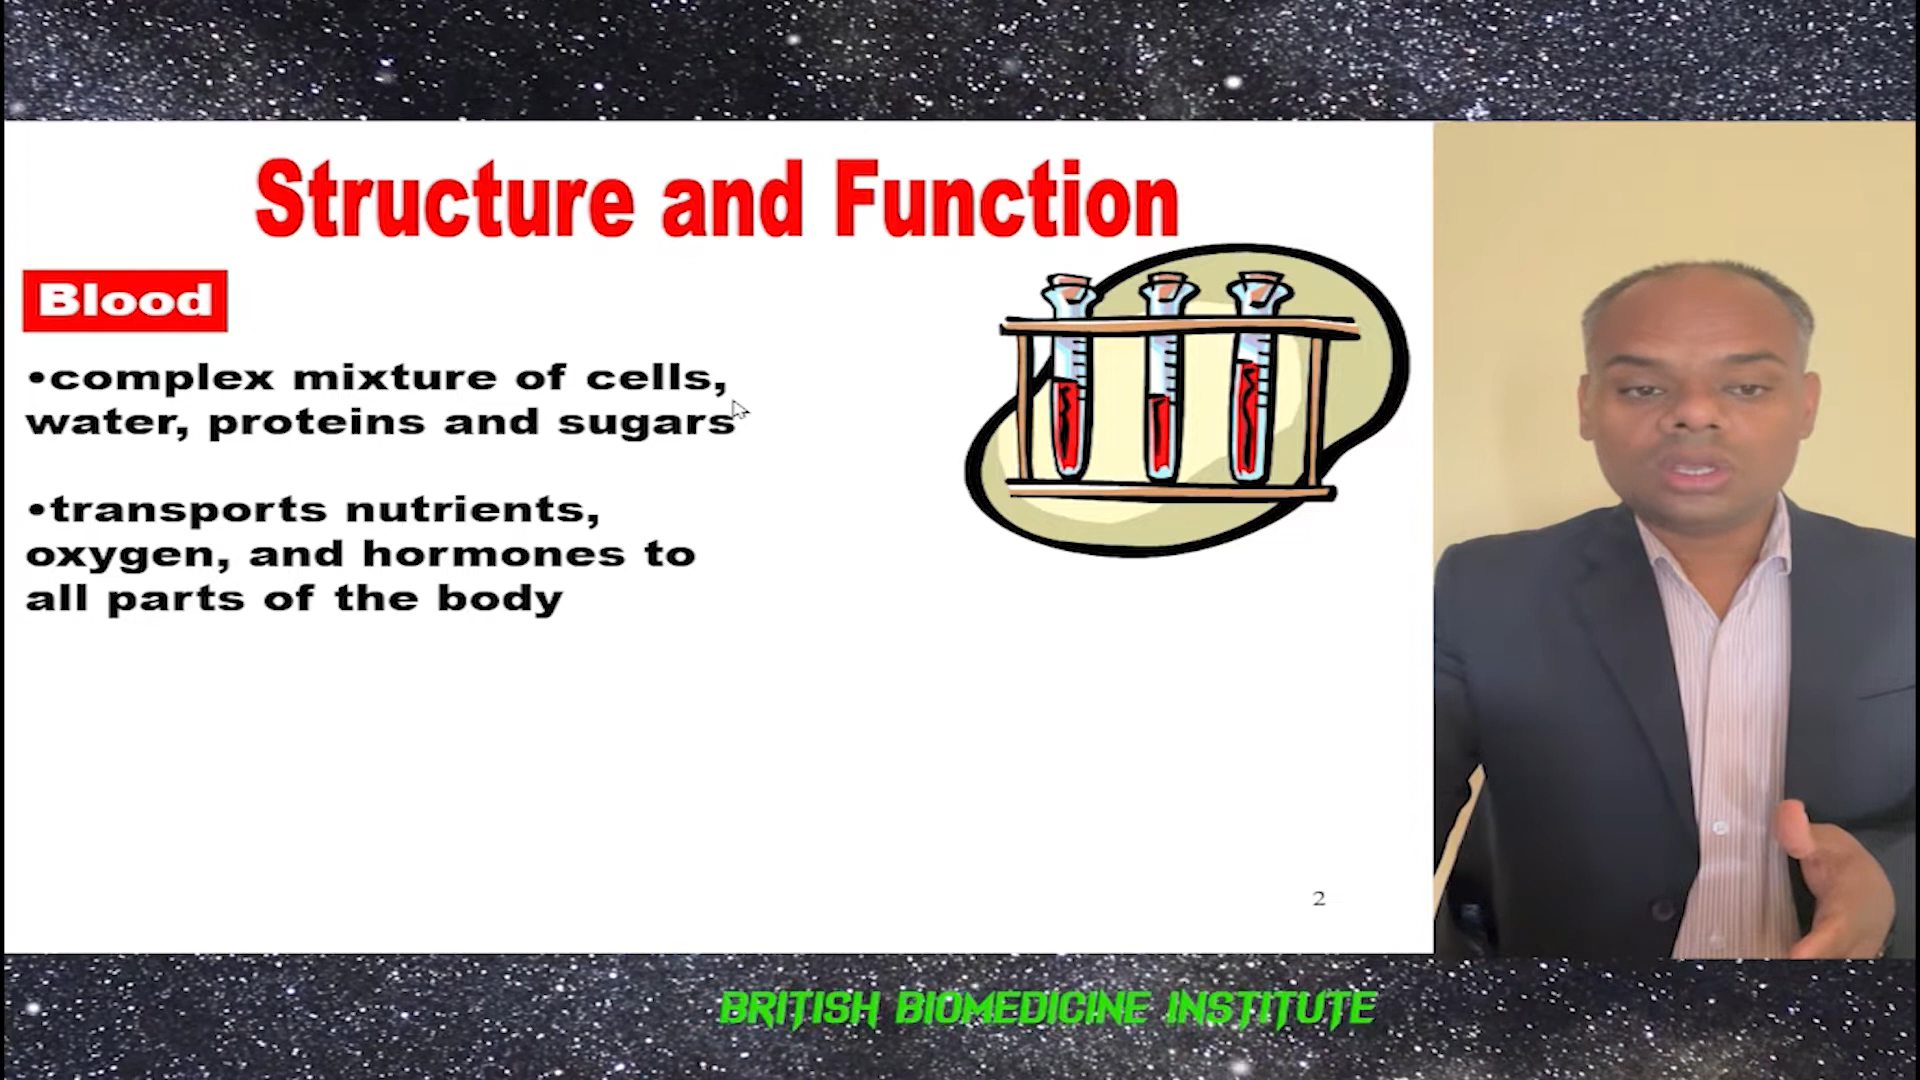 Structure and Function
Blood
•complex mixture of cells,
water, proteins and sugars
•transports nutrients,
oxygen, and hormones to
all parts of the body
2
BRITISH BIOMEDICINE INSTITUTE